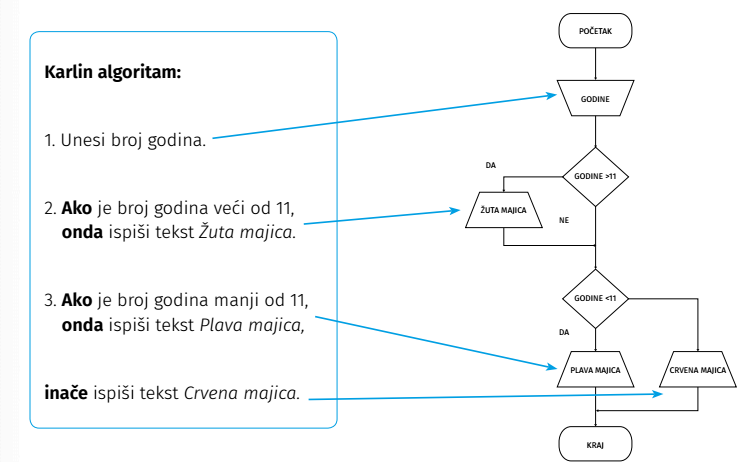 Karlin algoritam:
1. Unesi broj godina.
2. Ako je broj godina veći od 11,
onda ispiši tekst Žuta majica.
3. Ako je broj godina manji od 11,
onda ispiši tekst Plava majica,
inače ispiši tekst Crvena majica.
POČETAK
GODINE
GODINE >11
DA
ŽUTA MAJICA
NE
GODINE <11
DA
PLAVA MAJICA
CRVENA MAJICA
KRAJ